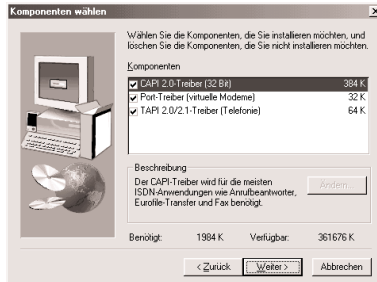 Komponenten wählen
Wählen Sie die Komponenten, die Sie installieren möchten, und
löschen Sie die Komponenten, die Sie nicht installieren möchten.
Komponenten
CAPI 2.0-Treiber (32 Bit) 384 K
Port-Treiber (virtuelle Modeme) 32 K
TAPI 2.0/2.1-Treiber (Telefonie) 64 K
Beschreibung
Der CAPI-Treiber wird für die meisten
ISDN-Anwendungen wie Anrufbeantworter,
Eurofile-Transfer und Fax benötigt.
Ändern...
Benötigt: 1984 K Verfügbar: 361676 K
< Zurück Weiter > Abbrechen